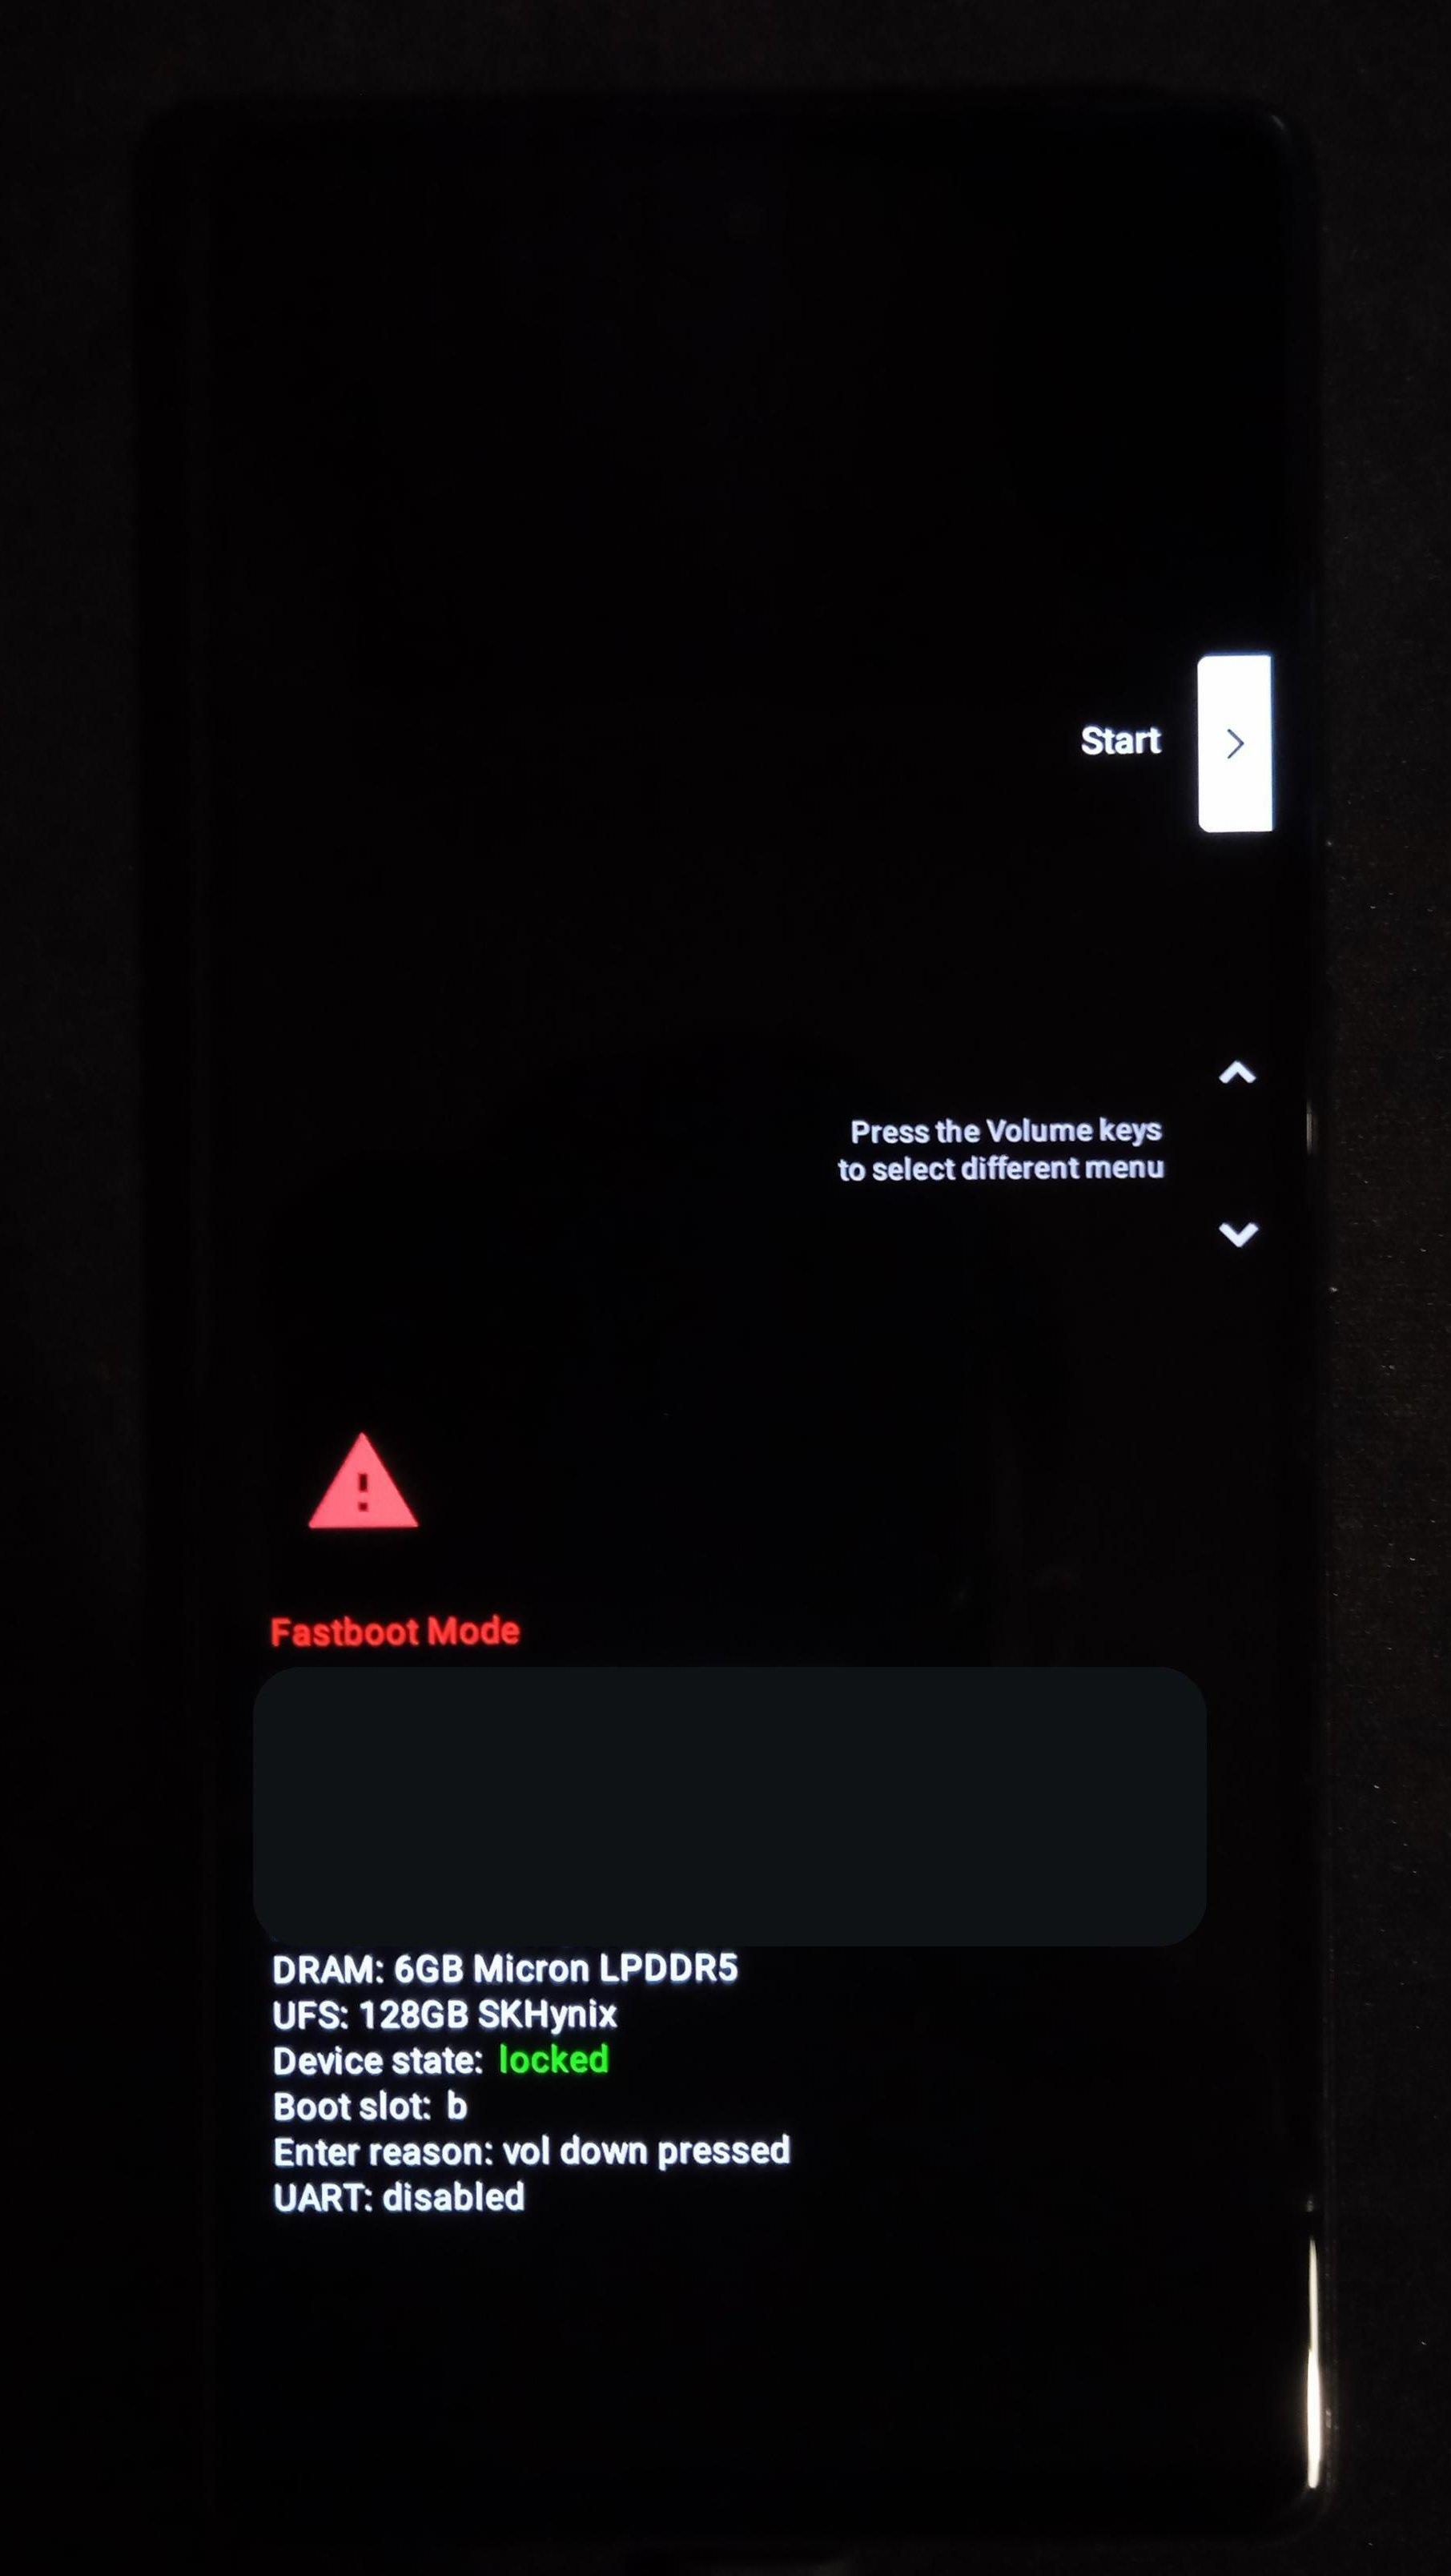 Start
Press the Volume keys
to select different menu
Fastboot Mode
DRAM: 6GB Micron LPDDR5
UFS: 128GB SKHynix
Device state: locked
Boot slot: b
Enter reason: vol down pressed
UART: disabled